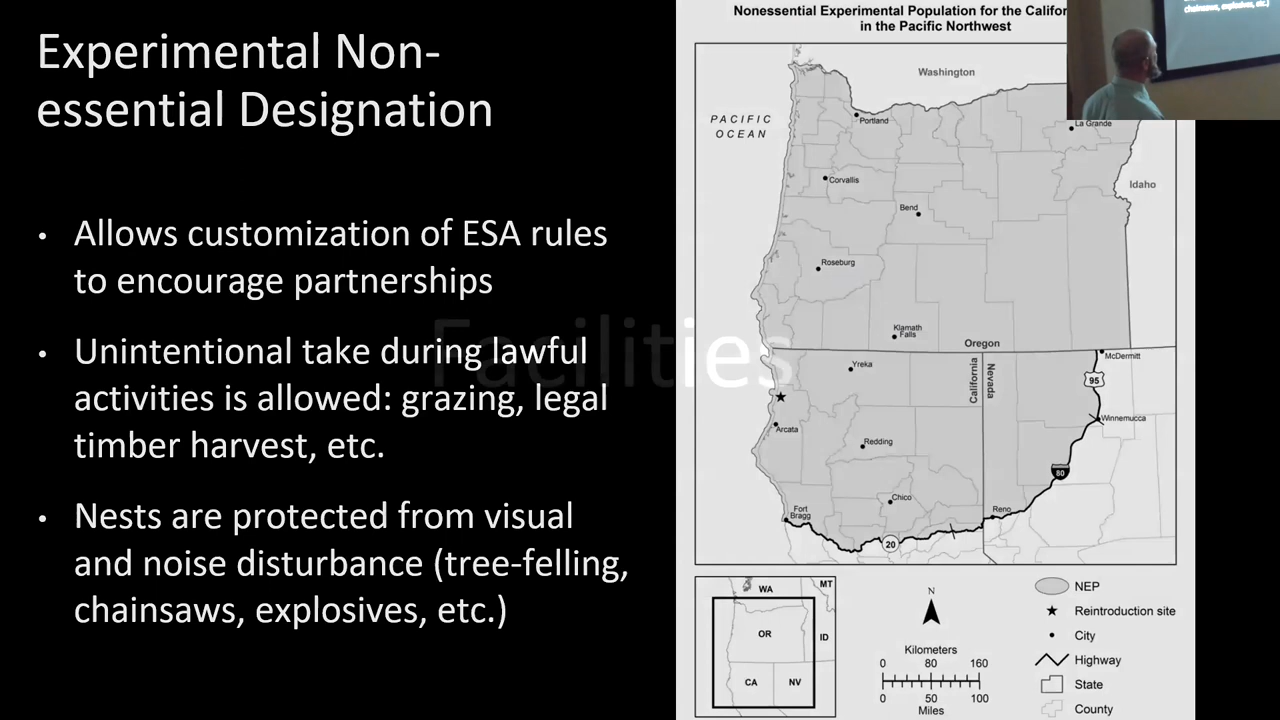 Experimental Non-
essential Designation
• Allows customization of ESA rules
to encourage partnerships
• Unintentional take during lawful
activities is allowed: grazing, legal
timber harvest, etc.
• Nests are protected from visual
and noise disturbance (tree-felling,
chainsaws, explosives, etc.)
Facilities
Nonessential Experimental Population for the Califor
in the Pacific Northwest
chainsaws, explosives, etc.)
Washington
PACIFIC
OCEAN
Portland
La Grande
Corvallis
Idaho
Bend
Roseburg
Klamath
Falls
Oregon
McDermitt
Yreka
California
Nevada
95
Arcata
Winnemucca
Redding
80
Chico
Fort
Bragg
Reno
20
WA
MT
OR
ID
CA
NV
N
Kilometers
0 80 160
0 50 100
Miles
NEP
Reintroduction site
City
Highway
State
County